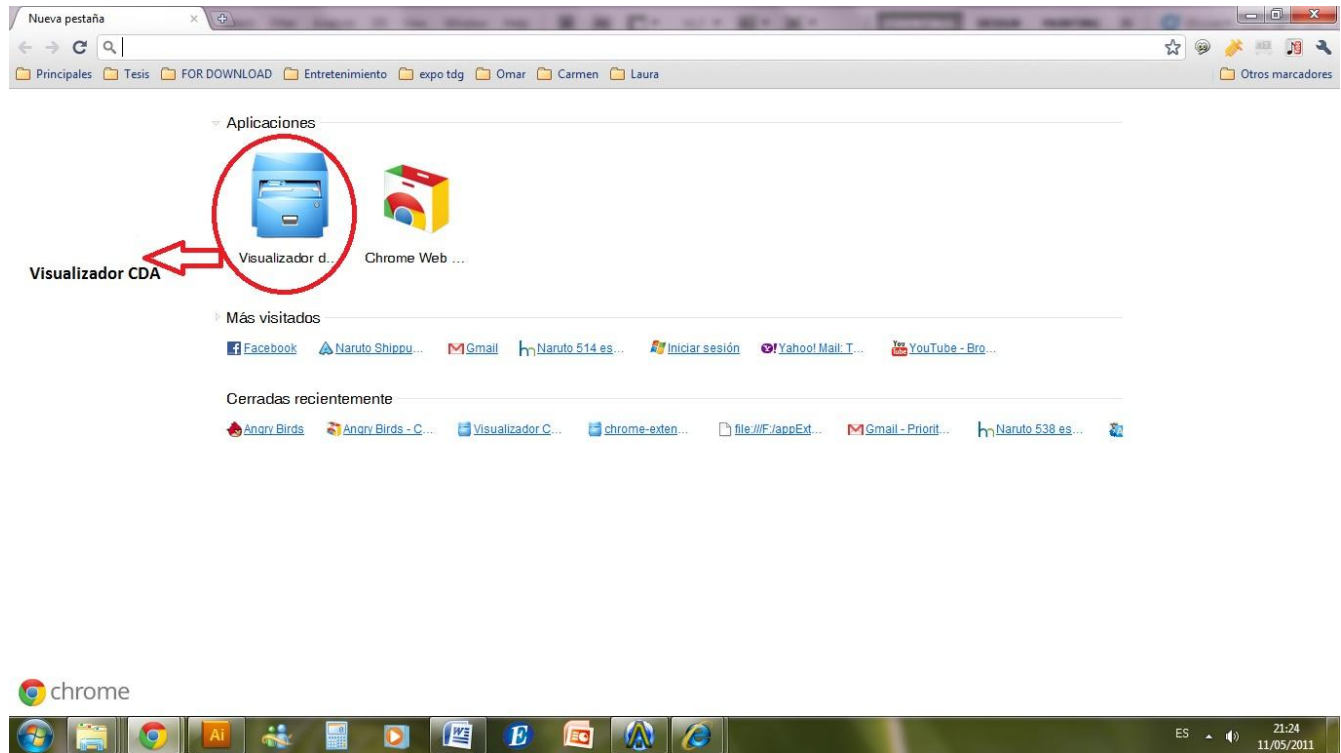 Nueva pestaña
Principales Tesis FOR DOWNLOAD Entretenimiento expo tdg Omar Carmen Laura Otros marcadores
Aplicaciones
Visualizador d... Chrome Web ...
Visualizador CDA
Más visitados
Facebook Naruto Shippu... Gmail Naruto 514 es... Iniciar sesión Yahoo! Mail: T... YouTube - Bro...
Cerradas recientemente
Angry Birds Angry Birds - C... Visualizador C... chrome-exten... file:///F:/appExt... Gmail - Priorit... Naruto 538 es...
chrome
Ai ES 21:24
11/05/2011